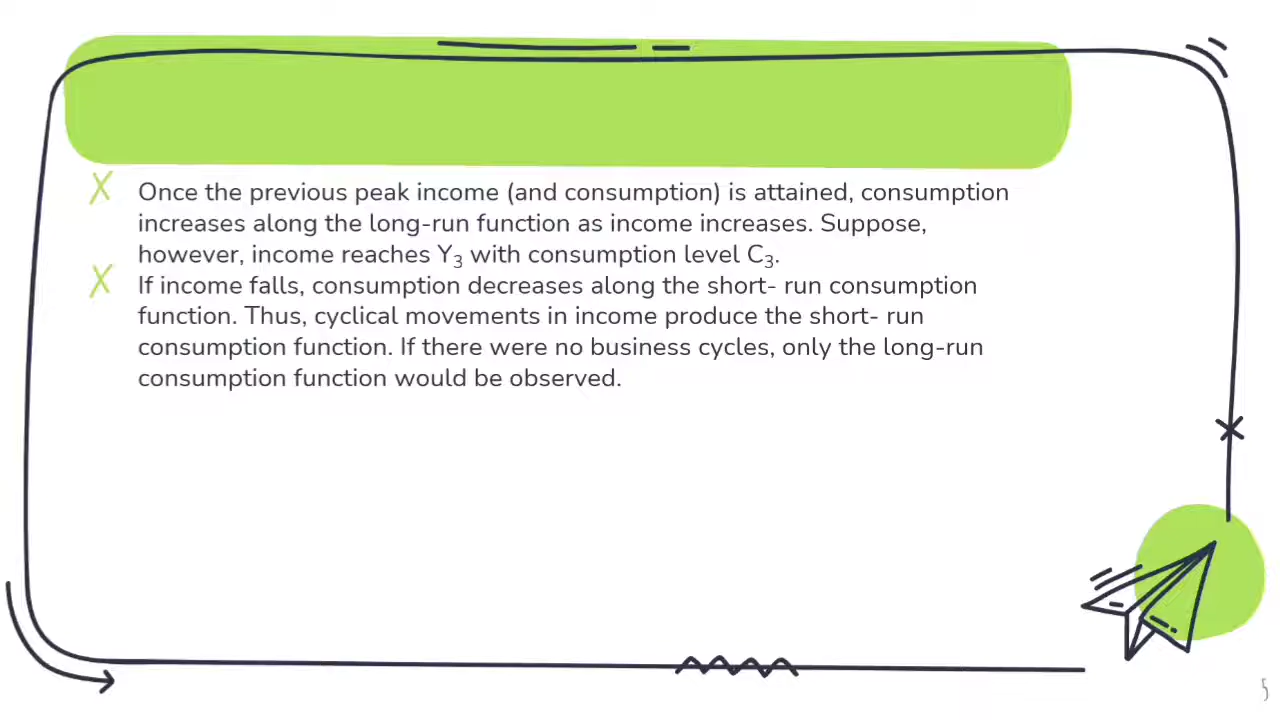 Once the previous peak income (and consumption) is attained, consumption
increases along the long-run function as income increases. Suppose,
however, income reaches Y₃ with consumption level C₃.
If income falls, consumption decreases along the short- run consumption
function. Thus, cyclical movements in income produce the short- run
consumption function. If there were no business cycles, only the long-run
consumption function would be observed.
5